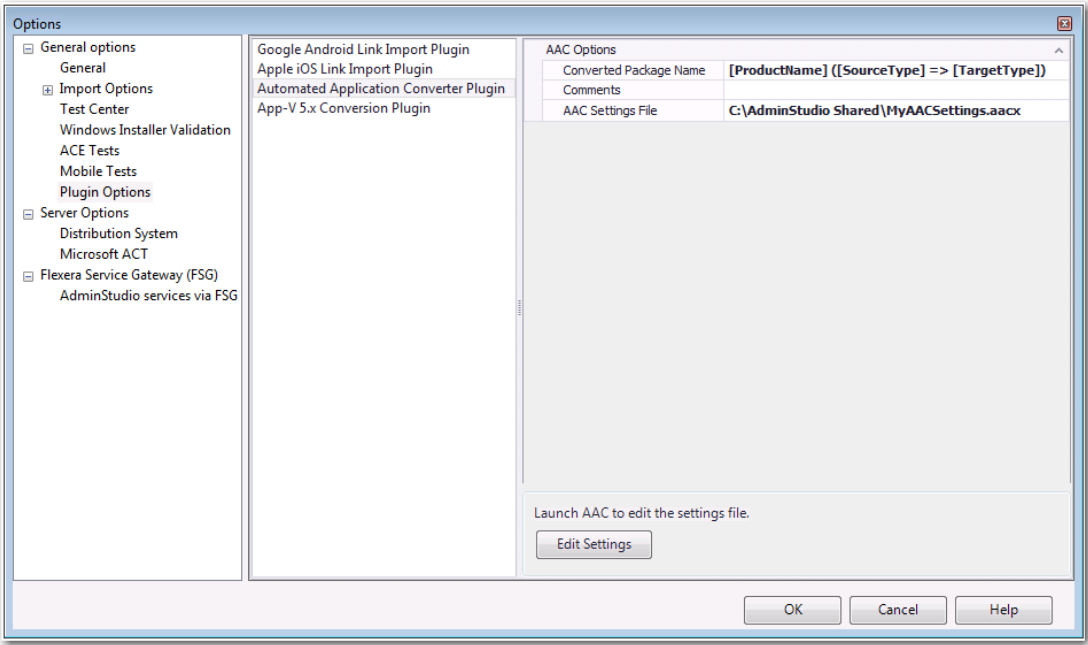 Options
General options
General
Import Options
Test Center
Windows Installer Validation
ACE Tests
Mobile Tests
Plugin Options
Server Options
Distribution System
Microsoft ACT
Flexera Service Gateway (FSG)
AdminStudio services via FSG
Google Android Link Import Plugin
Apple iOS Link Import Plugin
Automated Application Converter Plugin
App-V 5.x Conversion Plugin
AAC Options
Converted Package Name [ProductName] ([SourceType] => [TargetType])
Comments
AAC Settings File C:\AdminStudio Shared\MyAACSettings.aacx
Launch AAC to edit the settings file.
Edit Settings
OK Cancel Help